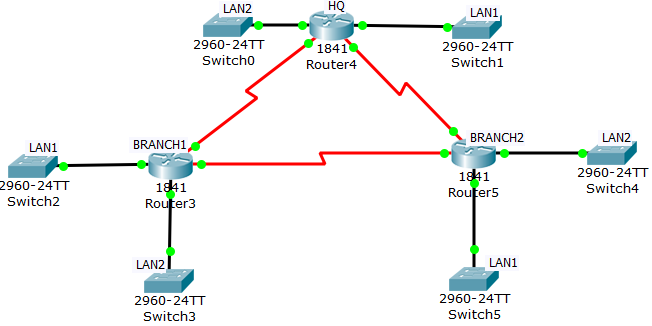 HQ
LAN2
LAN1
2960-24TT
Switch0
1841
Router4
2960-24TT
Switch1
BRANCH1
BRANCH2
LAN1
LAN2
2960-24TT
Switch2
1841
Router3
1841
Router5
2960-24TT
Switch4
LAN2
LAN1
2960-24TT
Switch3
2960-24TT
Switch5